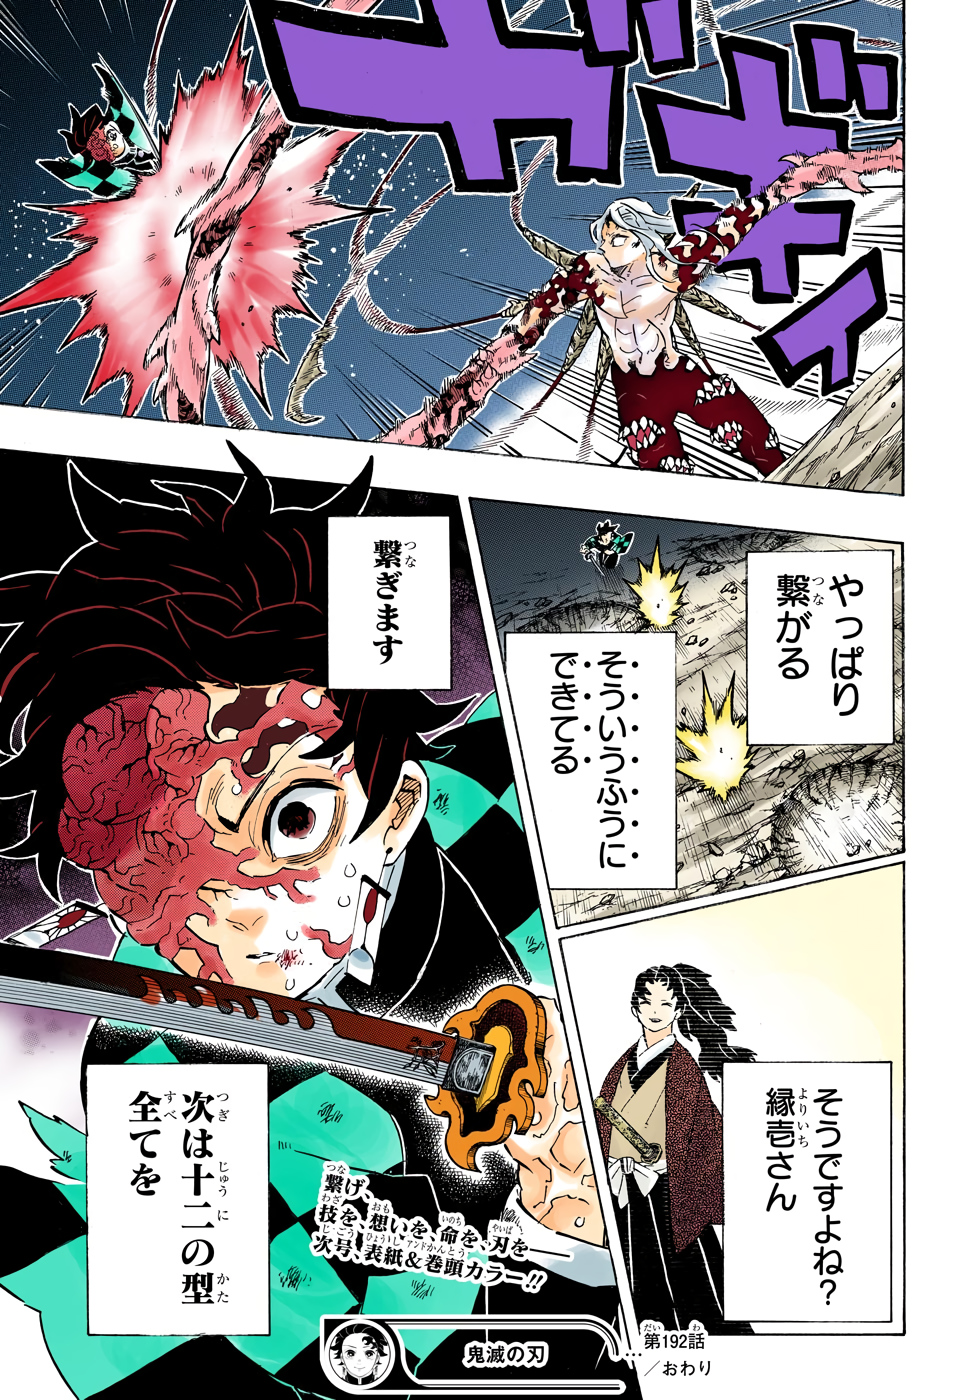 ギギギィ
やっぱり
繋がる
そういうふうに
できてる
そうですよね?
縁壱さん
繋ぎます
次は十二の型
全てを
繋げ、
技を、想いを、命を、刃を
次号、表紙&巻頭カラー!!
鬼滅の刃
…第192話
/おわり